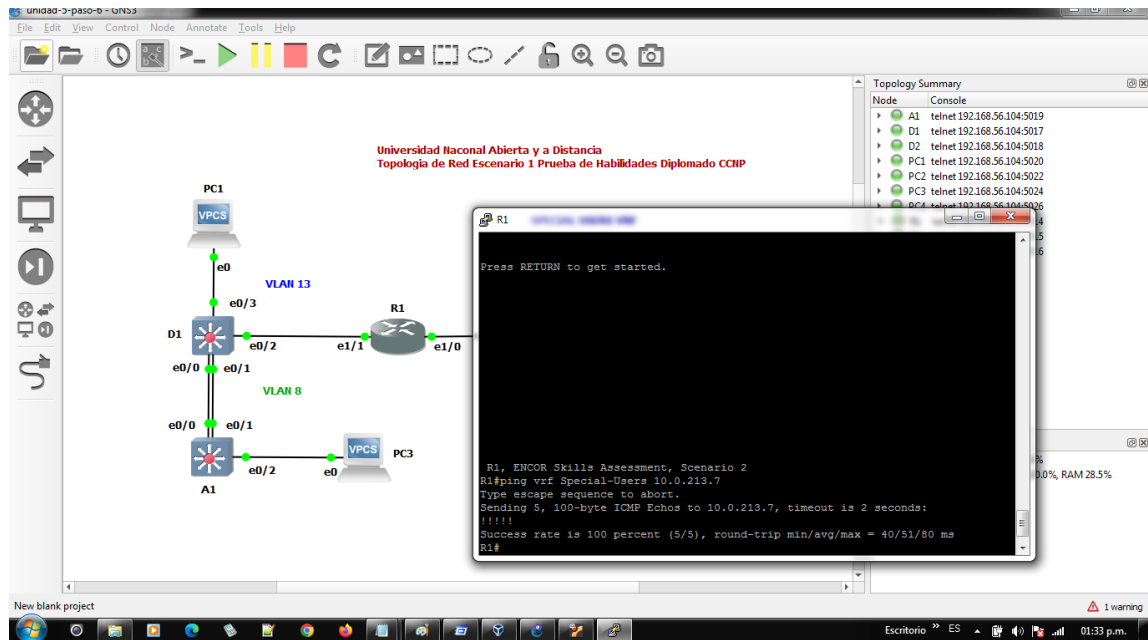 unidad-5-paso-6 - GNS3
File Edit View Control Node Annotate Tools Help
Universidad Naconal Abierta y a Distancia
Topologia de Red Escenario 1 Prueba de Habilidades Diplomado CCNP
PC1
VPCS
e0
VLAN 13
e0/3
R1
D1
e0/2
e1/1
e1/0
e0/0
e0/1
VLAN 8
e0/0
e0/1
VPCS
PC3
e0/2
e0
A1
Topology Summary
Node Console
A1 telnet 192.168.56.104:5019
D1 telnet 192.168.56.104:5017
D2 telnet 192.168.56.104:5018
PC1 telnet 192.168.56.104:5020
PC2 telnet 192.168.56.104:5022
PC3 telnet 192.168.56.104:5024
PC4 telnet 192.168.56.104:5026
R1
Press RETURN to get started.
R1, ENCOR Skills Assessment, Scenario 2
R1#ping vrf Special-Users 10.0.213.7
Type escape sequence to abort.
Sending 5, 100-byte ICMP Echos to 10.0.213.7, timeout is 2 seconds:
!!!!!
Success rate is 100 percent (5/5), round-trip min/avg/max = 40/51/80 ms
R1#
0.0%, RAM 28.5%
New blank project
1 warning
Escritorio » ES 01:33 p.m.